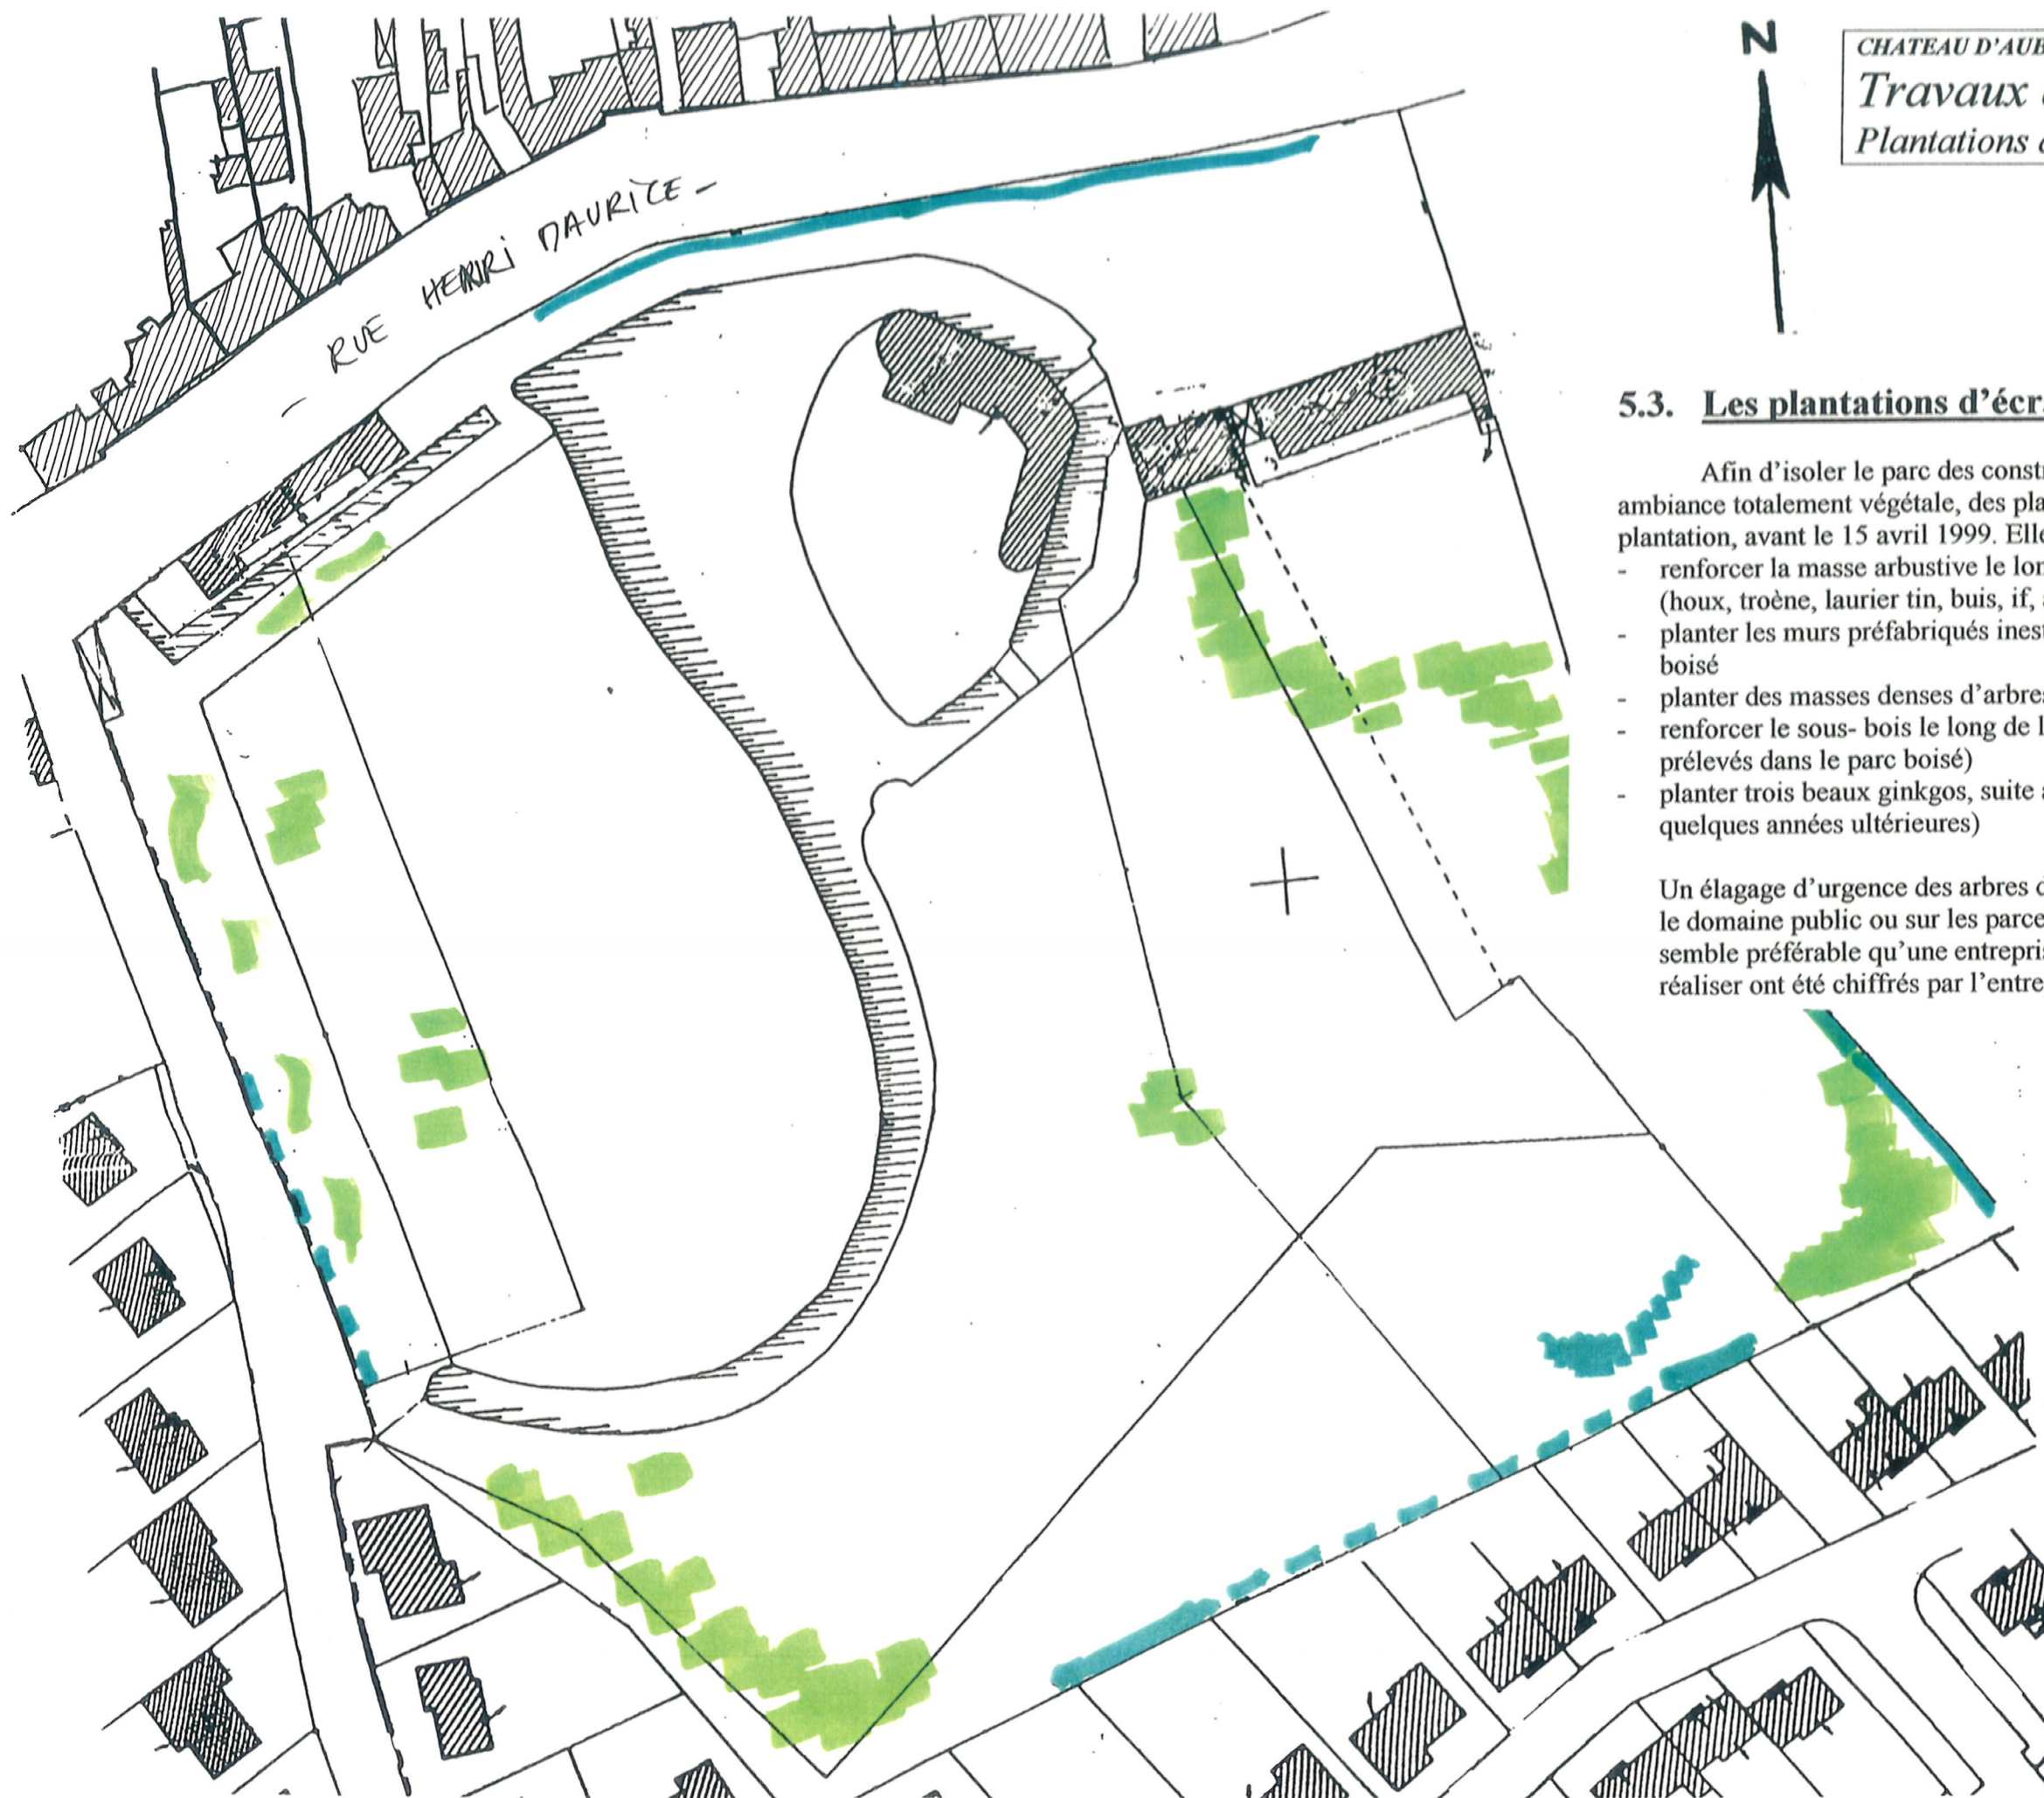 N
CHATEAU D'AUB
Travaux
Plantations
RUE HENRI MAURICE -
5.3. Les plantations d'écr
Afin d'isoler le parc des const
ambiance totalement végétale, des pla
plantation, avant le 15 avril 1999. Elle
- renforcer la masse arbustive le lon
(houx, troène, laurier tin, buis, if,
- planter les murs préfabriqués inest
boisé
- planter des masses denses d'arbre
- renforcer le sous- bois le long de l
prélevés dans le parc boisé)
- planter trois beaux ginkgos, suite
quelques années ultérieures)
Un élagage d'urgence des arbres d
le domaine public ou sur les parce
semble préférable qu'une entrepri
réaliser ont été chiffrés par l'entre